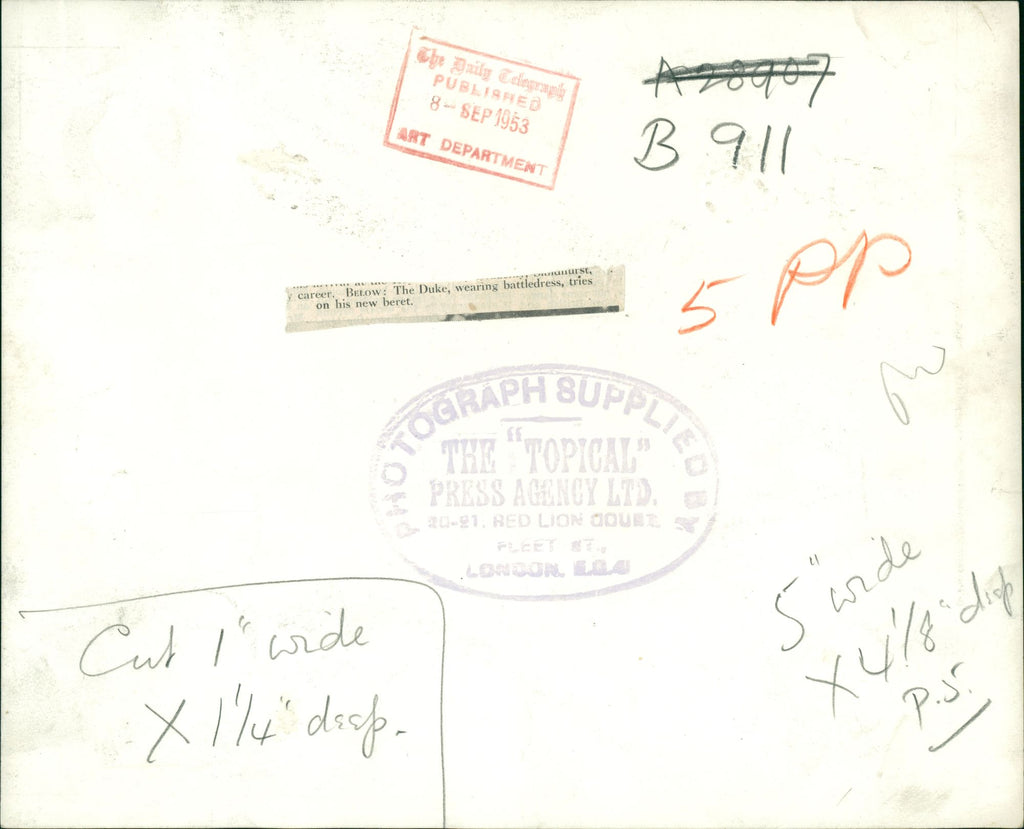 The Daily Telegraph
PUBLISHED
8 - SEP 1953
ART DEPARTMENT
A 28907
B 911
5 PP
career. BELOW: The Duke, wearing battledress, tries
on his new beret.
PHOTOGRAPH SUPPLIED BY
THE "TOPICAL"
PRESS AGENCY LTD.
20-21, RED LION COURT
FLEET ST.,
LONDON. E.C.4
5" wide
X 4 1/8" deep
P.5.
Cut 1" wide
X 1 1/4" deep.